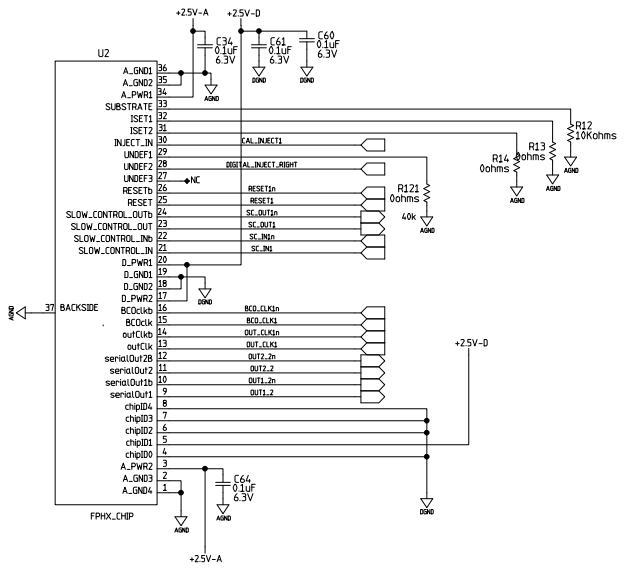 +2.5V-A
+2.5V-D
C34
0.1uF
6.3V
C61
0.1uF
6.3V
C60
0.1uF
6.3V
DGND
DGND
AGND
U2
A_GND1 36
A_GND2 35
A_PWR1 34
SUBSTRATE 33
ISET1 32
ISET2 31
INJECT_IN 30 CAL_INJECT1
UNDEF1 29
UNDEF2 28 DIGITAL_INJECT_RIGHT
UNDEF3 27 NC
RESETb 26 RESET1n
RESET 25 RESET1
SLOW_CONTROL_OUTb 24 SC_OUT1n
SLOW_CONTROL_OUT 23 SC_OUT1
SLOW_CONTROL_INb 22 SC_IN1n
SLOW_CONTROL_IN 21 SC_IN1
D_PWR1 20
D_GND1 19
D_GND2 18
D_PWR2 17
BCOclkb 16 BCO_CLK1n
BCOclk 15 BCO_CLK1
outClkb 14 OUT_CLK1n
outClk 13 OUT_CLK1
serialOut2B 12 OUT2_2n
serialOut2 11 OUT2_2
serialOut1b 10 OUT1_2n
serialOut1 9 OUT1_2
chipID4 8
chipID3 7
chipID2 6
chipID1 5
chipID0 4
A_PWR2 3
A_GND3 2
A_GND4 1
AGND 37 BACKSIDE
FPHX_CHIP
R12
10Kohms
AGND
R13
0ohms
AGND
R14
0ohms
AGND
R121
0ohms
40k
AGND
DGND
+2.5V-D
C64
0.1uF
6.3V
AGND
AGND
DGND
+2.5V-A